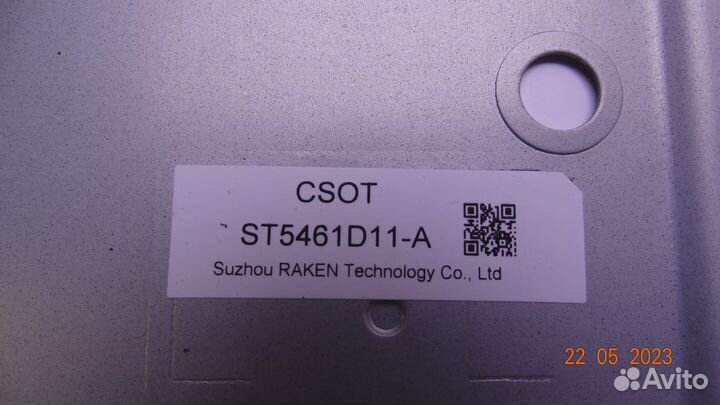 CSOT
ST5461D11-A
Suzhou RAKEN Technology Co., Ltd
22 05 2023
Avito